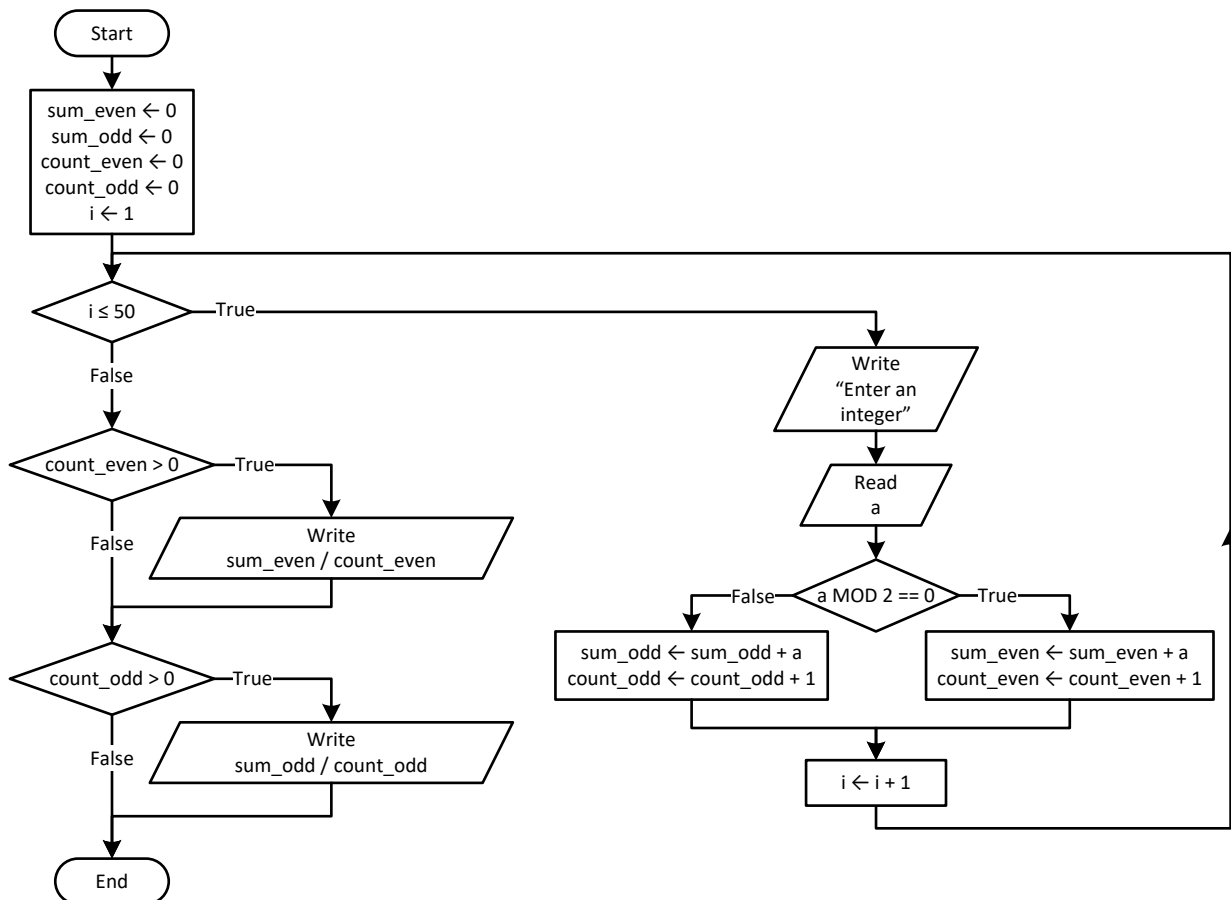 Start
sum_even ← 0
sum_odd ← 0
count_even ← 0
count_odd ← 0
i ← 1
i ≤ 50
True
False
Write
“Enter an
integer”
Read
a
a MOD 2 == 0
False
True
sum_odd ← sum_odd + a
count_odd ← count_odd + 1
sum_even ← sum_even + a
count_even ← count_even + 1
i ← i + 1
count_even > 0
True
False
Write
sum_even / count_even
count_odd > 0
True
False
Write
sum_odd / count_odd
End